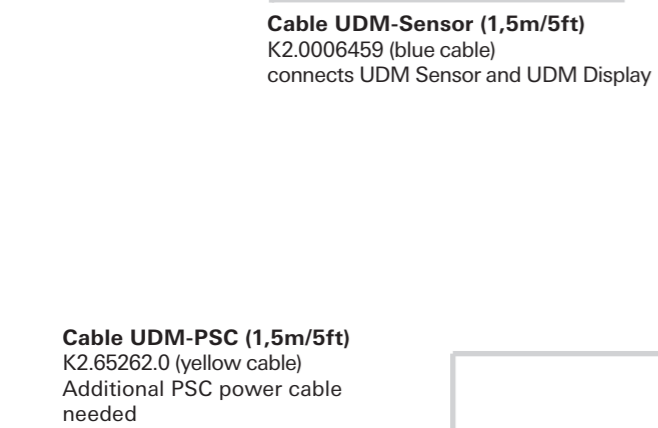 Cable UDM-Sensor (1,5m/5ft)
K2.0006459 (blue cable)
connects UDM Sensor and UDM Display
Cable UDM-PSC (1,5m/5ft)
K2.65262.0 (yellow cable)
Additional PSC power cable
needed